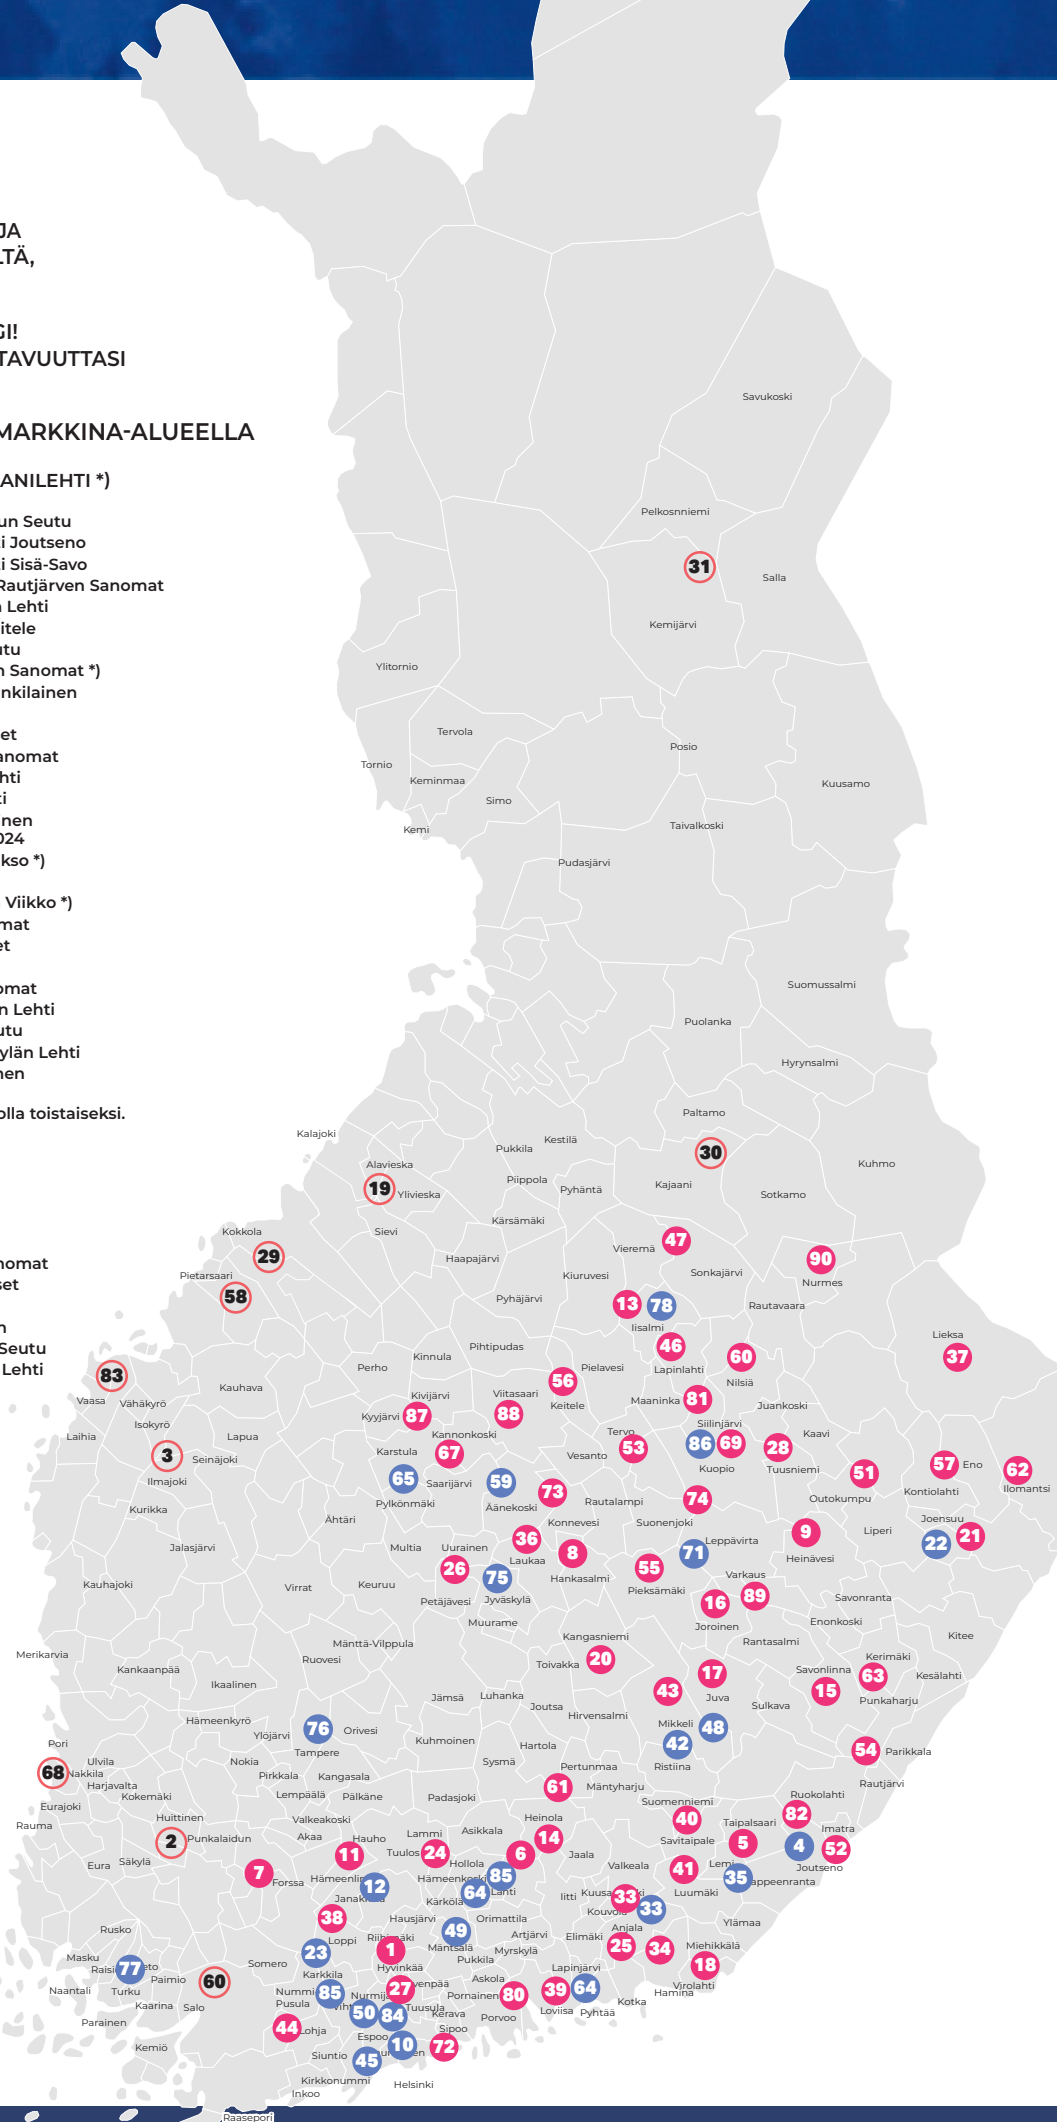 JA
LTÄ,
GI!
TAVUUTTASI
MARKKINA-ALUEELLA
ANILEHTI *)
un Seutu
i Joutseno
i Sisä-Savo
Rautjärven Sanomat
n Lehti
itele
utu
n Sanomat *)
nkilainen
et
anomat
hti
ti
nen
024
kso *)
Viikko *)
mat
et
omat
n Lehti
utu
ylän Lehti
nen
olla toistaiseksi.
nomat
set
n
Seutu
Lehti
Savukoski
Pelkosnniemi
31
Salla
Kemijärvi
Ylitornio
Tervola
Posio
Tornio
Keminmaa
Kuusamo
Simo
Kemi
Taivalkoski
Pudasjärvi
Suomussalmi
Puolanka
Hyrynsalmi
Paltamo
Kalajoki
Kestilä
Pukkila
30
Alavieska
Kuhmo
19
Ylivieska
Piippola
Pyhäntä
Kajaani
Sotkamo
Kokkola
Sievi
Kärsämäki
47
Vieremä
29
Haapajärvi
90
Pietarsaari
Kiuruvesi
Sonkajärvi
Nurmes
58
Pyhäjärvi
13
78
Rautavaara
Iisalmi
Lieksa
46
60
37
Pihtipudas
Kinnula
Perho
Pielavesi
Lapinlahti
83
Kauhava
56
Nilsiä
Vaasa
Vähäkyrö
Kivijärvi
Viitasaari
Keitele
Maaninka
81
Juankoski
Isokyrö
Kyyjärvi
87
88
Siilinjärvi
Laihia
Lapua
Kannonkoski
Tervo
Kaavi
3
Seinäjoki
Karstula
67
Vesanto
53
86
69
28
Ilmajoki
65
Saarijärvi
59
Kuopio
Tuusniemi
51
57
Eno
62
Kurikka
Pylkönmäki
Äänekoski
73
Rautalampi
74
Outokumpu
Kontiolahti
Ilomantsi
Ähtäri
Konnevesi
Suonenjoki
Joensuu
Jalasjärvi
Multia
Uurainen
36
Leppävirta
9
Liperi
22
21
Laukaa
8
71
Heinävesi
26
75
Hankasalmi
55
Varkaus
Kauhajoki
Virrat
Keuruu
Petäjävesi
Jyväskylä
Pieksämäki
16
89
Savonranta
Muurame
Joroinen
Enonkoski
Kangasniemi
Rantasalmi
Kitee
Merikarvia
Mänttä-Vilppula
Ruovesi
Toivakka
20
Kerimäki
Kankaanpää
17
Savonlinna
63
Kesälahti
Ikaalinen
43
Juva
15
Punkaharju
Jämsä
Luhanka
Joutsa
Hirvensalmi
Sulkava
Hämeenkyrö
Mikkeli
48
Ylöjärvi
76
Orivesi
Kuhmoinen
Hartola
42
Pori
Tampere
54
Parikkala
Ulvila
Nokia
Sysmä
Pertunmaa
Ristiina
68
Nakkila
Pirkkala
Kangasala
61
Mäntyharju
Rautjärvi
Harjavalta
Kokemäki
Lempäälä
Pälkäne
Padasjoki
Suomenniemi
Ruokolahti
Eurajoki
Huittinen
Valkeakoski
Heinola
40
Taipalsaari
82
Imatra
Rauma
2
Punkalaidun
Akaa
Hauho
Lammi
Asikkala
14
Savitaipale
5
4
52
Eura
Säkylä
11
Tuulos
24
Hollola
6
Jaala
Valkeala
Lemi
Joutseno
7
Forssa
Hämeenkoski
85
Lahti
41
35
12
64
Iitti
33
Luumäki
Kärkölä
Kouvola
33
38
Hausjärvi
Orimattila
Anjala
Ylämaa
Rusko
Loppi
49
Artjärvi
Elimäki
25
34
Miehikkälä
Masku
23
1
Mäntsälä
Myrskylä
Somero
Pukkila
Lapinjärvi
18
77
Paimio
60
Karkkila
Hyvinkää
Askola
Virolahti
Naantali
Turku
85
27
Pornainen
80
39
64
Hamina
Kaarina
Salo
Pusula
50
84
Tuusula
Porvoo
Loviisa
Pyhtää
Kotka
Parainen
44
Lohja
Kerava
Sipoo
Kemiö
Espoo
10
72
Siuntio
45
Kirkkonummi
Helsinki
Inkoo
Raasepori